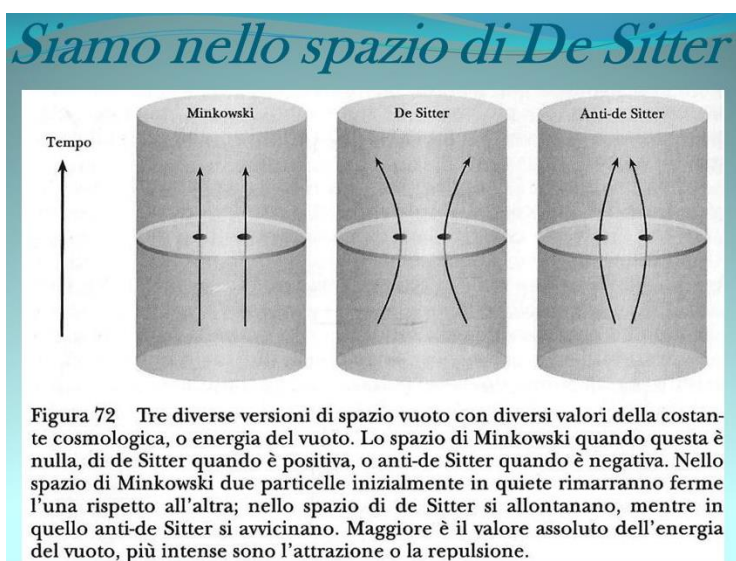 Siamo nello spazio di De Sitter
Minkowski
De Sitter
Anti-de Sitter
Tempo
Figura 72 Tre diverse versioni di spazio vuoto con diversi valori della costan-
te cosmologica, o energia del vuoto. Lo spazio di Minkowski quando questa è
nulla, di de Sitter quando è positiva, o anti-de Sitter quando è negativa. Nello
spazio di Minkowski due particelle inizialmente in quiete rimarranno ferme
l'una rispetto all'altra; nello spazio di de Sitter si allontanano, mentre in
quello anti-de Sitter si avvicinano. Maggiore è il valore assoluto dell'energia
del vuoto, più intense sono l'attrazione o la repulsione.